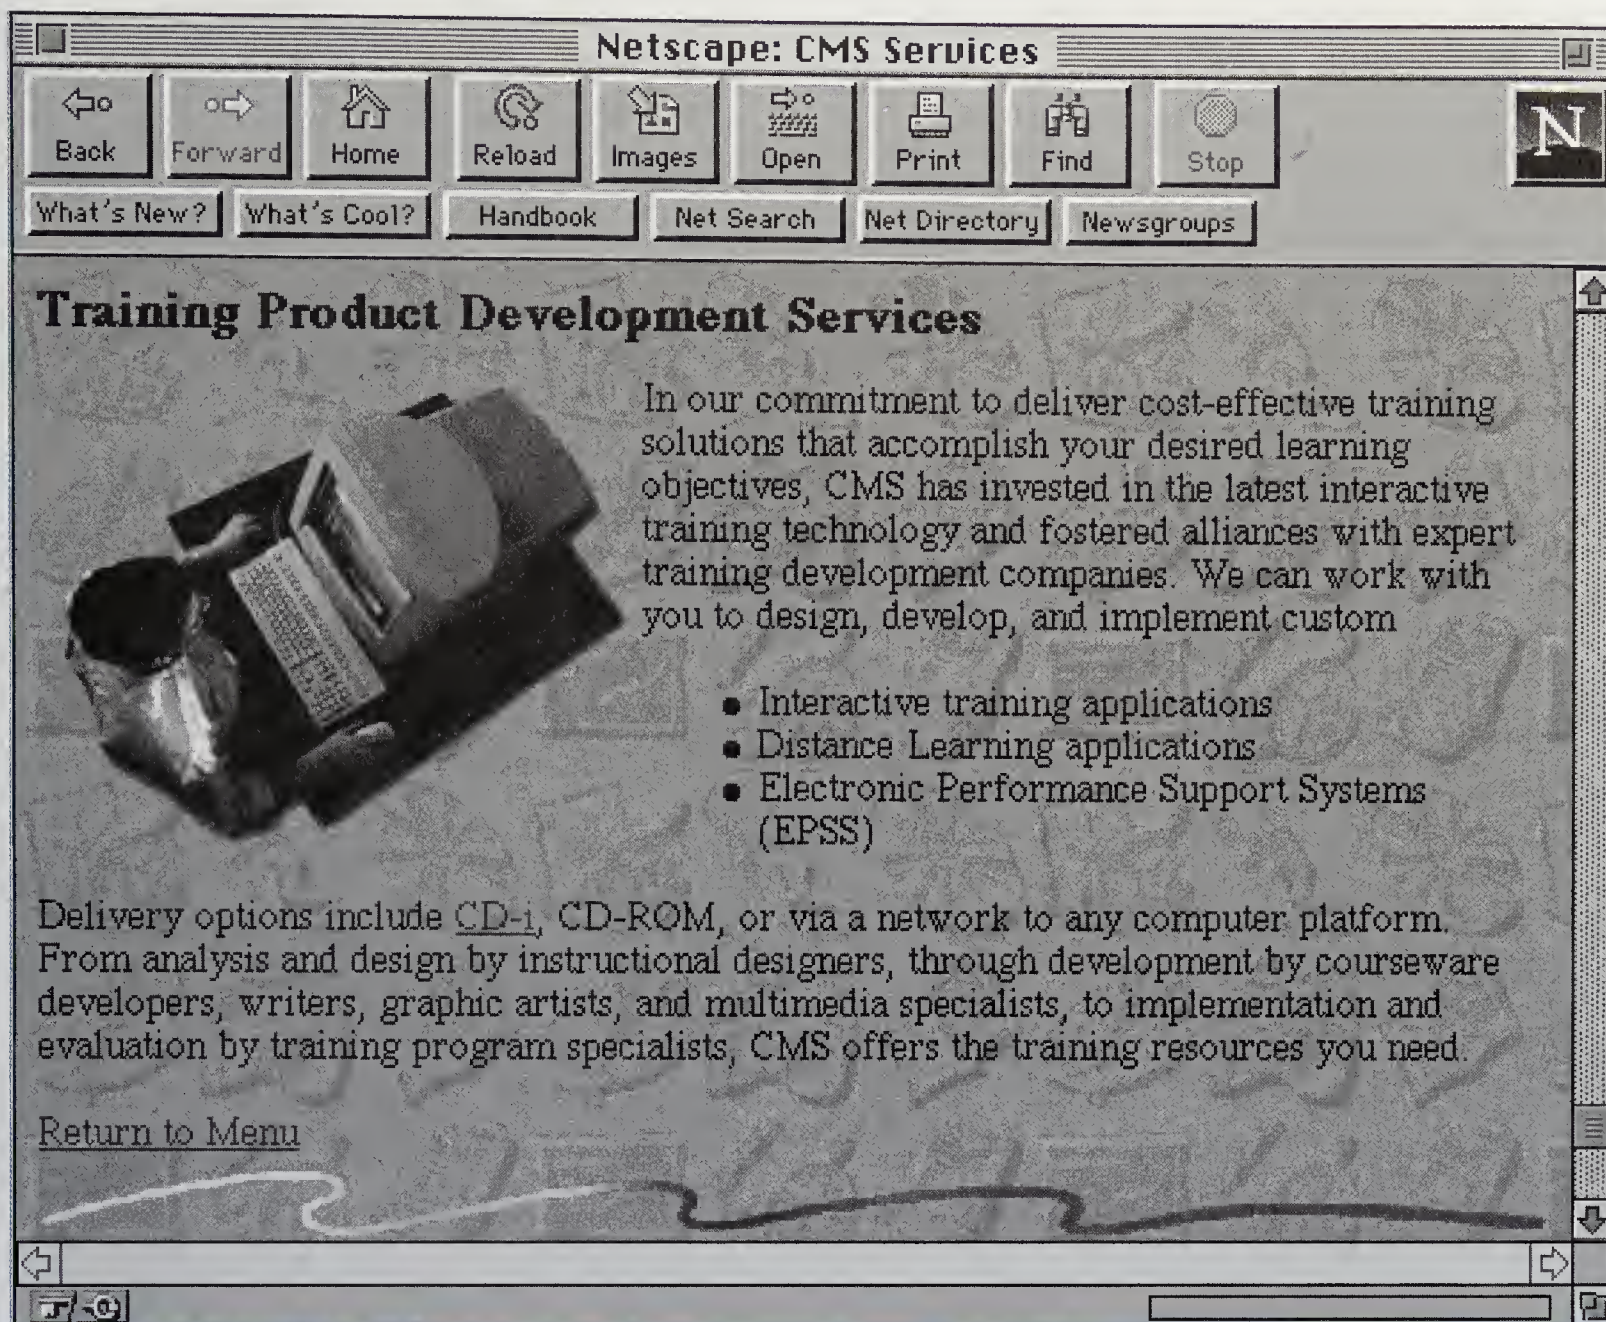 Netscape: CMS Services
Back Forward Home Reload Images Open Print Find Stop
N
What's New? What's Cool? Handbook Net Search Net Directory Newsgroups
Training Product Development Services
In our commitment to deliver cost-effective training
solutions that accomplish your desired learning
objectives, CMS has invested in the latest interactive
training technology and fostered alliances with expert
training development companies. We can work with
you to design, develop, and implement custom
• Interactive training applications
• Distance Learning applications
• Electronic Performance Support Systems
(EPSS)
Delivery options include CD-i, CD-ROM, or via a network to any computer platform.
From analysis and design by instructional designers, through development by courseware
developers, writers, graphic artists, and multimedia specialists, to implementation and
evaluation by training program specialists, CMS offers the training resources you need.
Return to Menu